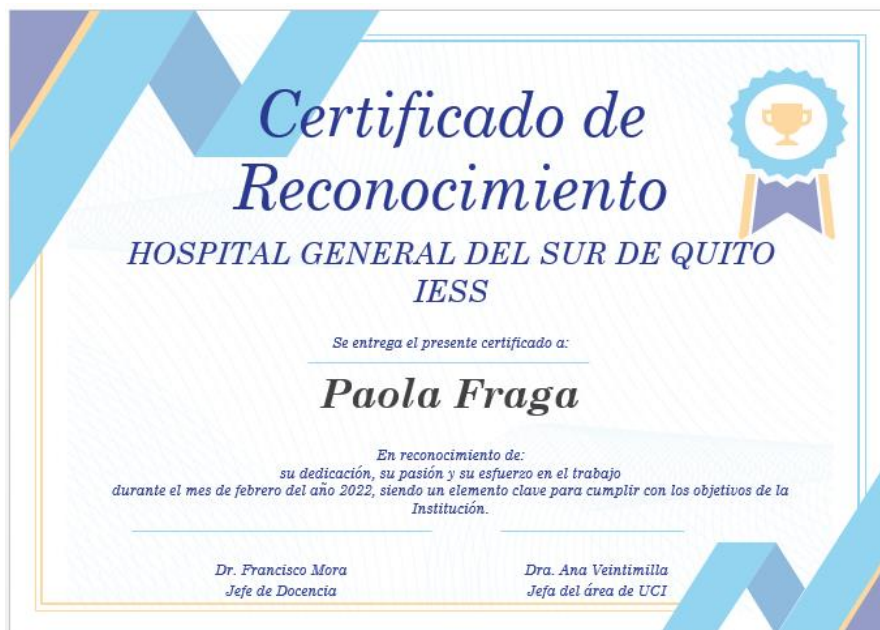 Certificado de
Reconocimiento
HOSPITAL GENERAL DEL SUR DE QUITO
IESS
Se entrega el presente certificado a:
Paola Fraga
En reconocimiento de:
su dedicación, su pasión y su esfuerzo en el trabajo
durante el mes de febrero del año 2022, siendo un elemento clave para cumplir con los objetivos de la
Institución.
Dr. Francisco Mora
Jefe de Docencia
Dra. Ana Veintimilla
Jefa del área de UCI